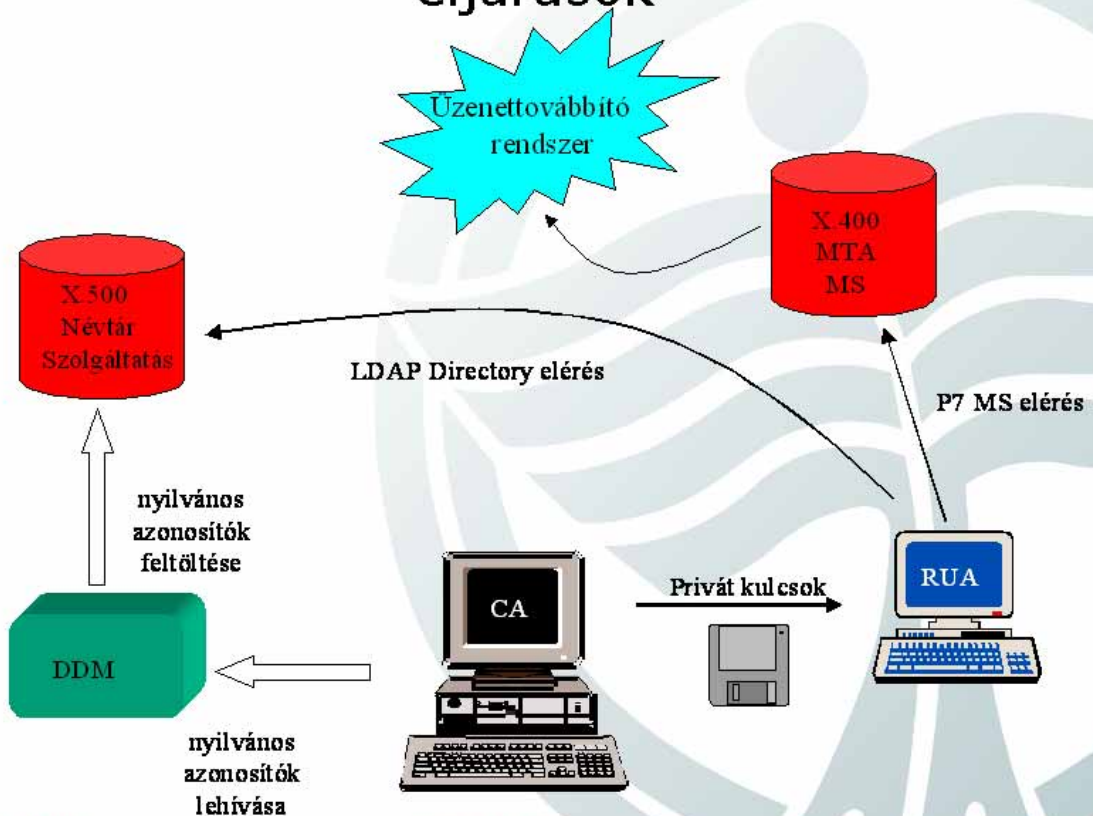 Eljárások
Üzenettovábbító
rendszer
X.400
MTA
MS
X.500
Névtár
Szolgáltatás
LDAP Directory elérés
P7 MS elérés
nyilvános
azonosítók
feltöltése
CA
Privát kulcsok
RUA
DDM
nyilvános
azonosítók
lehívása